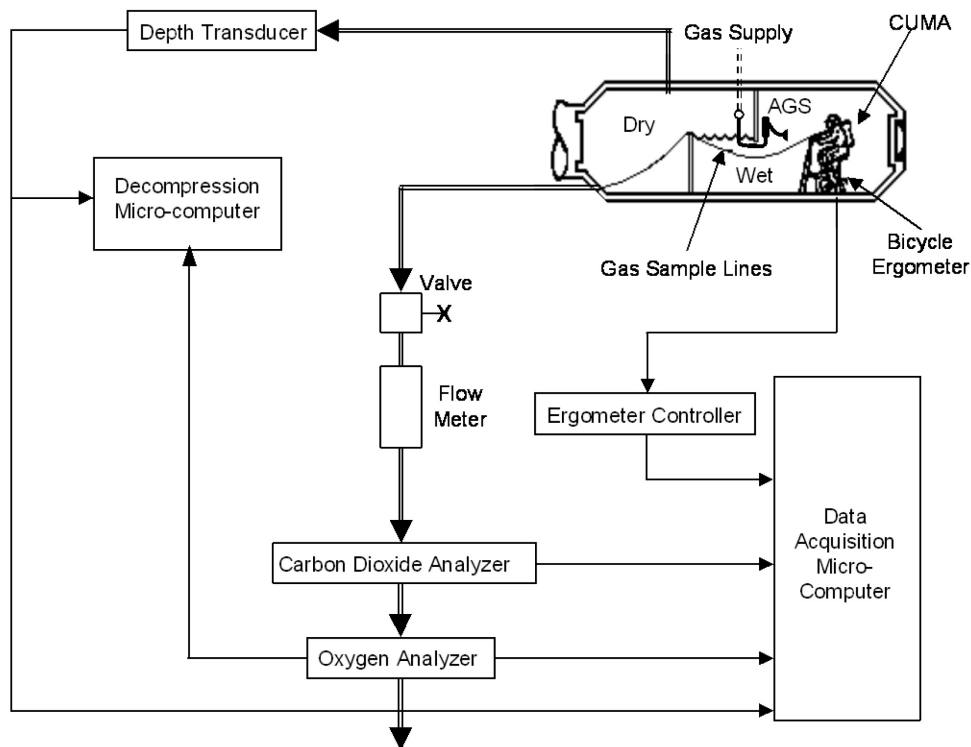 Depth Transducer
Gas Supply
CUMA
Dry
AGS
Wet
Decompression
Micro-computer
Bicycle
Ergometer
Gas Sample Lines
Valve
X
Flow
Meter
Ergometer Controller
Data
Acquisition
Micro-
Computer
Carbon Dioxide Analyzer
Oxygen Analyzer